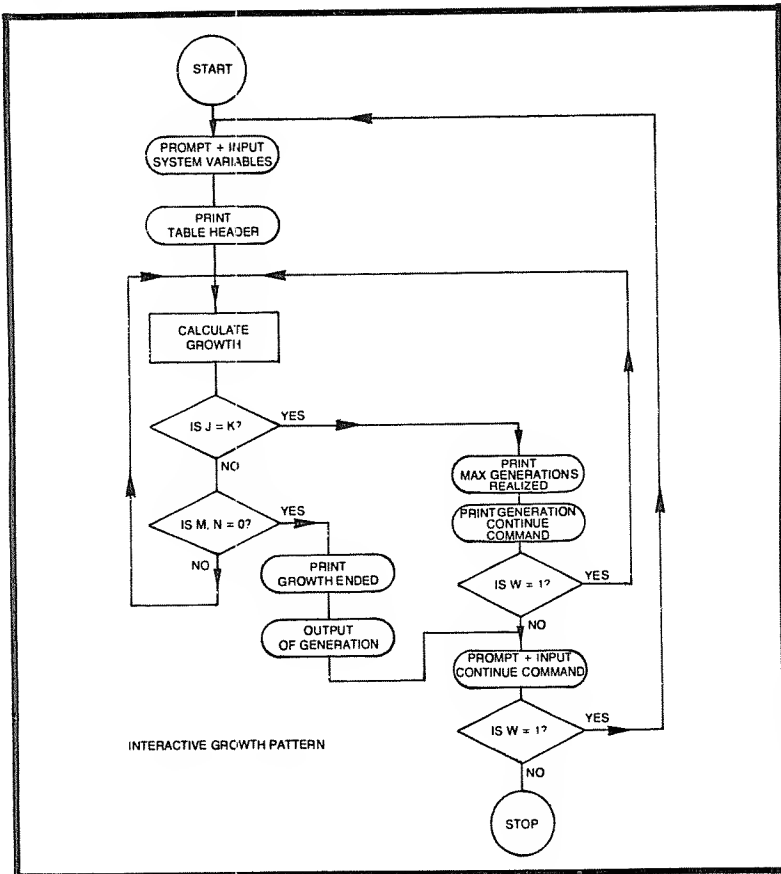 START
PROMPT + INPUT
SYSTEM VARIABLES
PRINT
TABLE HEADER
CALCULATE
GROWTH
IS J = K?
YES
NO
PRINT
MAX GENERATIONS
REALIZED
PRINT GENERATION
CONTINUE
COMMAND
IS M, N = 0?
YES
NO
PRINT
GROWTH ENDED
IS W = 1?
YES
NO
OUTPUT
OF GENERATION
PROMPT + INPUT
CONTINUE COMMAND
IS W = 1?
YES
NO
INTERACTIVE GROWTH PATTERN
STOP